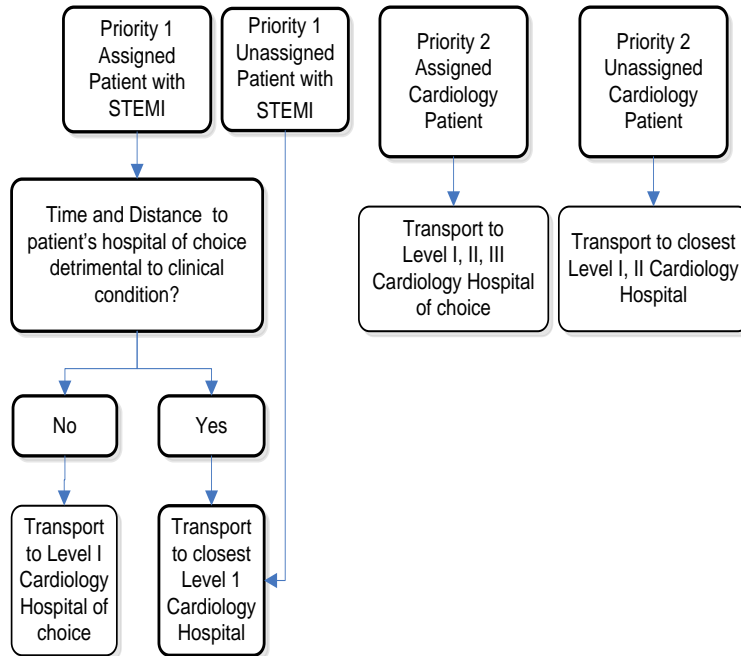 Priority 1
Assigned
Patient with
STEMI
Priority 1
Unassigned
Patient with
STEMI
Priority 2
Assigned
Cardiology
Patient
Priority 2
Unassigned
Cardiology
Patient
Time and Distance to
patient's hospital of choice
detrimental to clinical
condition?
Transport to
Level I, II, III
Cardiology Hospital
of choice
Transport to closest
Level I, II Cardiology
Hospital
No
Yes
Transport
to Level I
Cardiology
Hospital of
choice
Transport
to closest
Level 1
Cardiology
Hospital